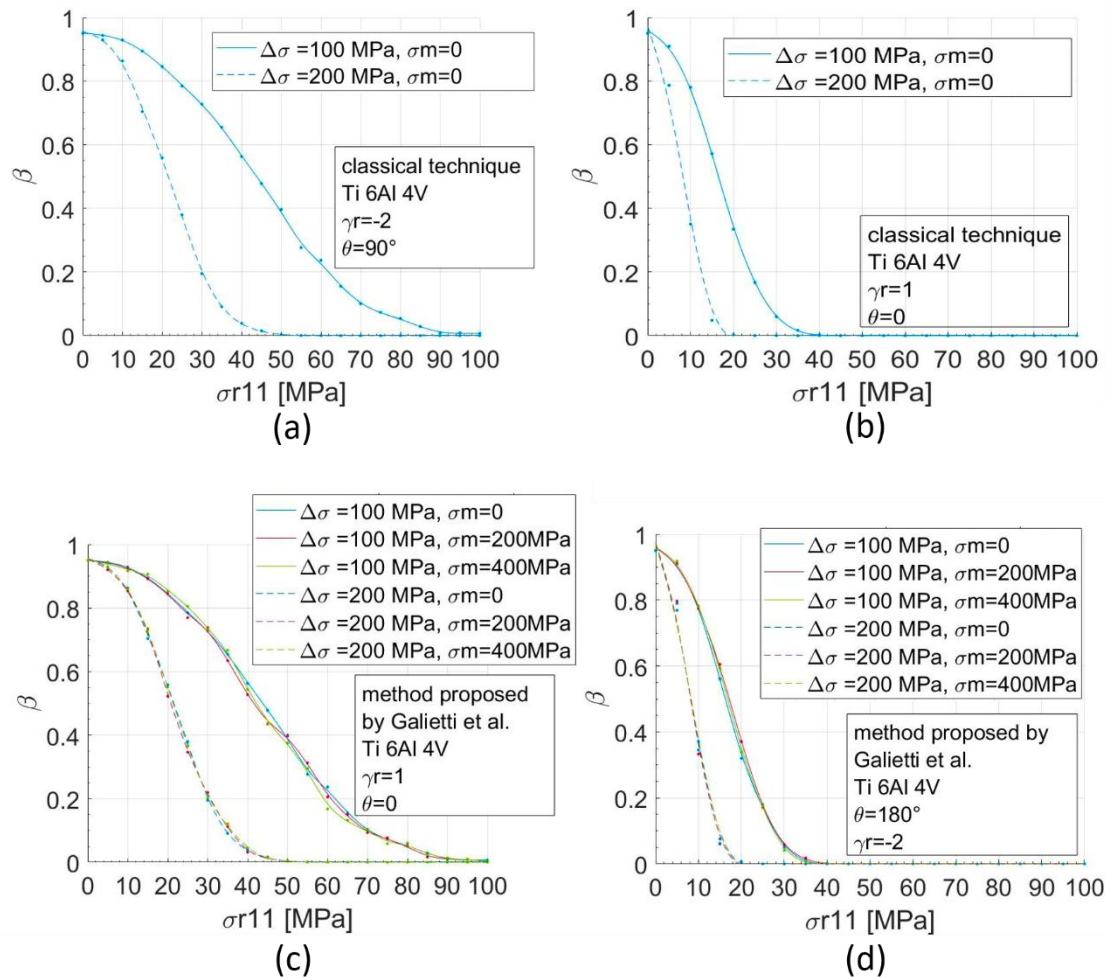 Δσ =100 MPa, σm=0
Δσ =200 MPa, σm=0
classical technique
Ti 6Al 4V
γr=-2
θ=90°
β
1
0.8
0.6
0.4
0.2
0
0 10 20 30 40 50 60 70 80 90 100
σr11 [MPa]
(a)
Δσ =100 MPa, σm=0
Δσ =200 MPa, σm=0
classical technique
Ti 6Al 4V
γr=1
θ=0
β
1
0.8
0.6
0.4
0.2
0
0 10 20 30 40 50 60 70 80 90 100
σr11 [MPa]
(b)
Δσ =100 MPa, σm=0
Δσ =100 MPa, σm=200MPa
Δσ =100 MPa, σm=400MPa
Δσ =200 MPa, σm=0
Δσ =200 MPa, σm=200MPa
Δσ =200 MPa, σm=400MPa
method proposed
by Galietti et al.
Ti 6Al 4V
γr=1
θ=0
β
1
0.8
0.6
0.4
0.2
0
0 10 20 30 40 50 60 70 80 90 100
σr11 [MPa]
(c)
Δσ =100 MPa, σm=0
Δσ =100 MPa, σm=200MPa
Δσ =100 MPa, σm=400MPa
Δσ =200 MPa, σm=0
Δσ =200 MPa, σm=200MPa
Δσ =200 MPa, σm=400MPa
method proposed by
Galietti et al.
Ti 6Al 4V
θ=180°
γr=-2
β
1
0.8
0.6
0.4
0.2
0
0 10 20 30 40 50 60 70 80 90 100
σr11 [MPa]
(d)